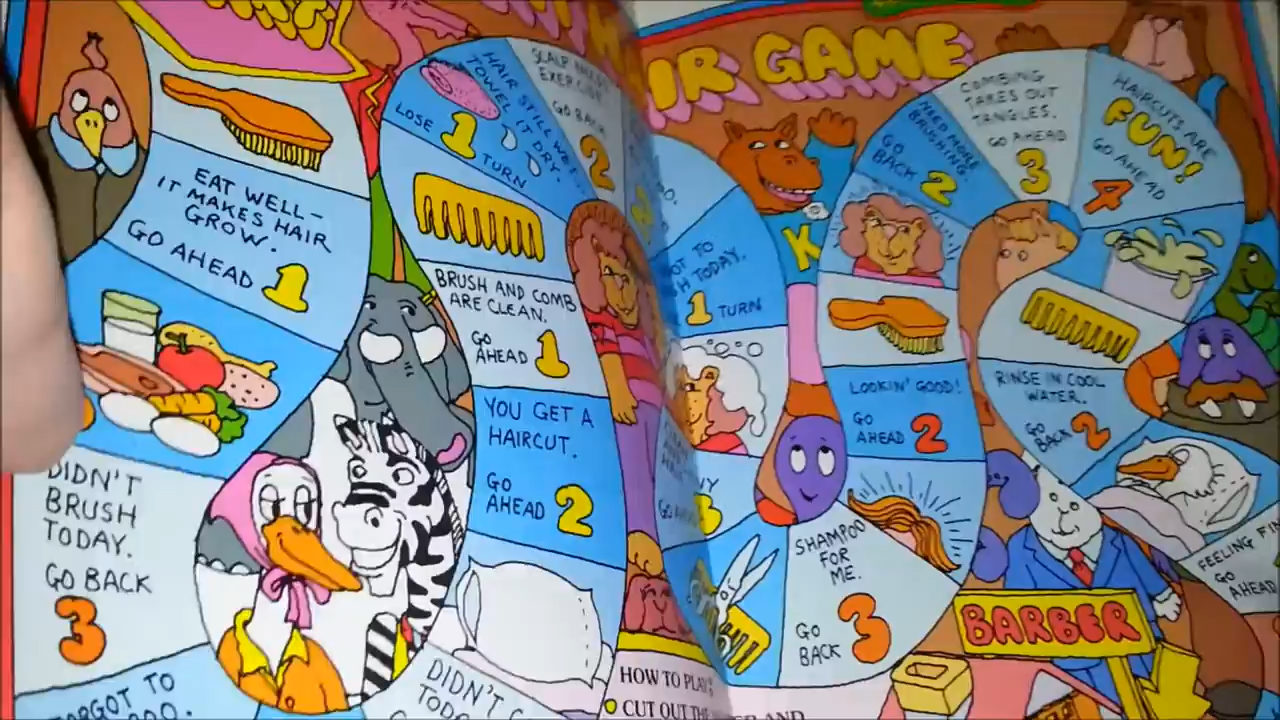 IR GAME
EAT WELL-
IT MAKES HAIR
GROW.
GO AHEAD 1
DIDN'T
BRUSH
TODAY.
GO BACK
3
HAIR STILL WET.
TOWEL IT DRY.
LOSE 1 TURN
EXERCISE
GO BACK
2
BRUSH AND COMB
ARE CLEAN.
GO
AHEAD 1
YOU GET A
HAIRCUT.
GO
AHEAD 2
DIDN'T
HOW TO PLAY
CUT OUT THE
AND
TODAY.
1 TURN
SHAMPOO
FOR
ME.
GO
BACK 3
LOOKIN' GOOD!
GO
AHEAD 2
NEED MORE
BRUSHING.
GO
BACK 2
COMBING
TAKES OUT
TANGLES.
GO AHEAD
3
HAIRCUTS ARE
FUN!
GO AHEAD
4
RINSE IN COOL
WATER.
GO
BACK 2
FEELING
GO
AHEAD
BARBER
K